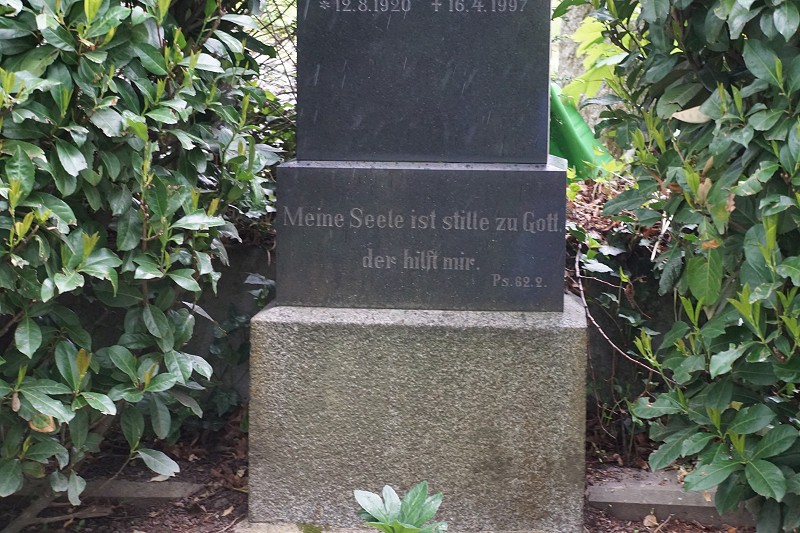 * 12.8.1920 + 16.4.1997
Meine Seele ist stille zu Gott
der hilft mir.
Ps. 62.2.